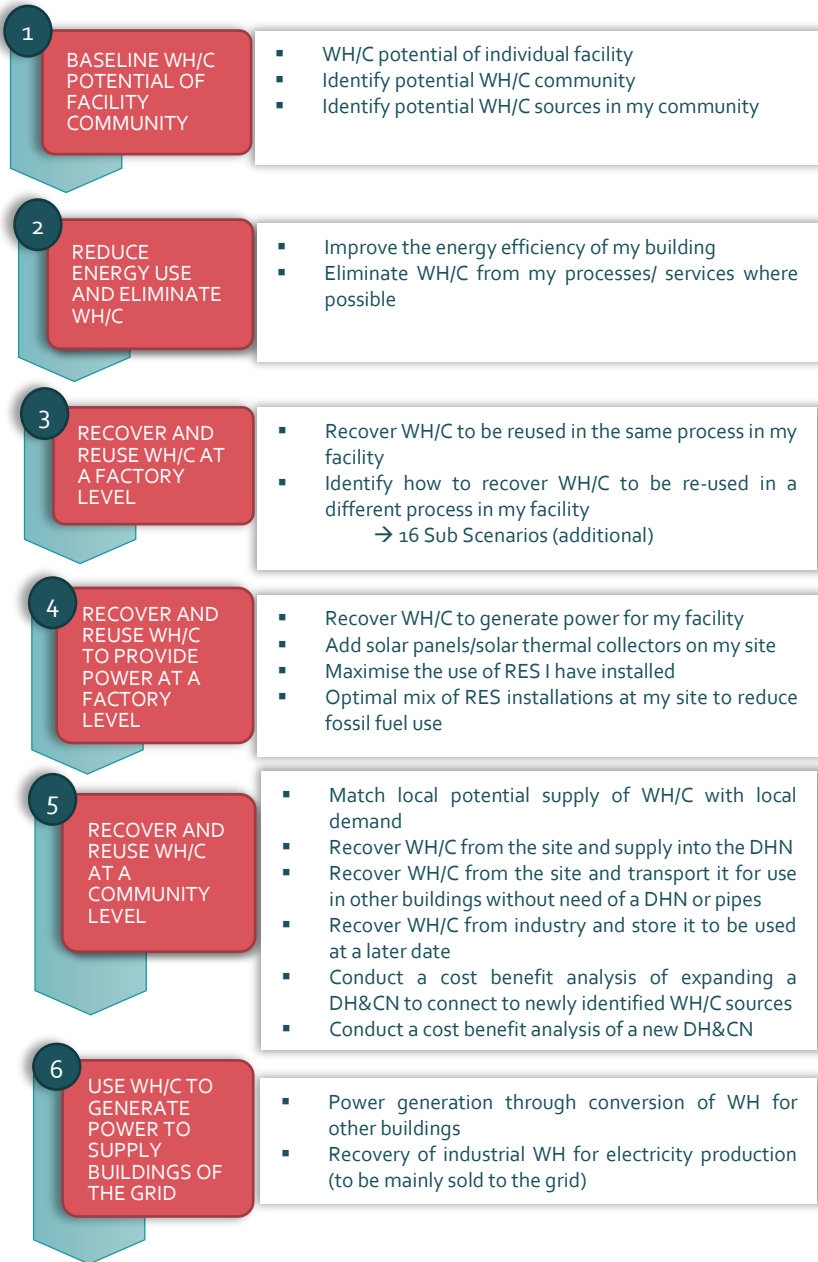 1
BASELINE WH/C
POTENTIAL OF
FACILITY
COMMUNITY
▪ WH/C potential of individual facility
▪ Identify potential WH/C community
▪ Identify potential WH/C sources in my community
2
REDUCE
ENERGY USE
AND ELIMINATE
WH/C
▪ Improve the energy efficiency of my building
▪ Eliminate WH/C from my processes/ services where
possible
3
RECOVER AND
REUSE WH/C AT
A FACTORY
LEVEL
▪ Recover WH/C to be reused in the same process in my
facility
▪ Identify how to recover WH/C to be re-used in a
different process in my facility
→ 16 Sub Scenarios (additional)
4
RECOVER AND
REUSE WH/C
TO PROVIDE
POWER AT A
FACTORY
LEVEL
▪ Recover WH/C to generate power for my facility
▪ Add solar panels/solar thermal collectors on my site
▪ Maximise the use of RES I have installed
▪ Optimal mix of RES installations at my site to reduce
fossil fuel use
5
RECOVER AND
REUSE WH/C
AT A
COMMUNITY
LEVEL
▪ Match local potential supply of WH/C with local
demand
▪ Recover WH/C from the site and supply into the DHN
▪ Recover WH/C from the site and transport it for use
in other buildings without need of a DHN or pipes
▪ Recover WH/C from industry and store it to be used
at a later date
▪ Conduct a cost benefit analysis of expanding a
DH&CN to connect to newly identified WH/C sources
▪ Conduct a cost benefit analysis of a new DH&CN
6
USE WH/C TO
GENERATE
POWER TO
SUPPLY
BUILDINGS OF
THE GRID
▪ Power generation through conversion of WH for
other buildings
▪ Recovery of industrial WH for electricity production
(to be mainly sold to the grid)